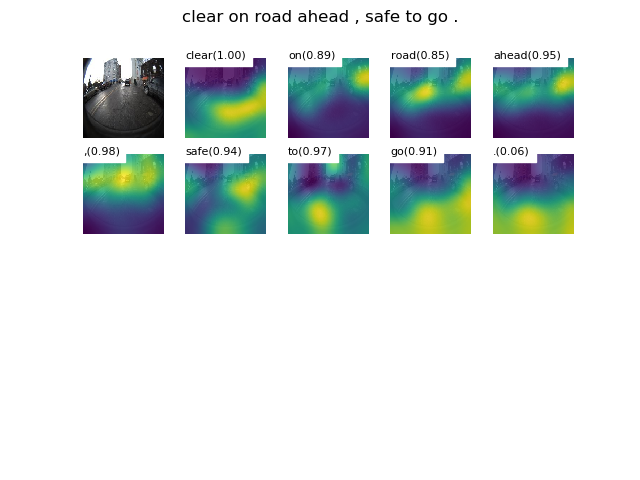 clear on road ahead , safe to go .
clear(1.00) on(0.89) road(0.85) ahead(0.95)
,(0.98) safe(0.94) to(0.97) go(0.91) .(0.06)